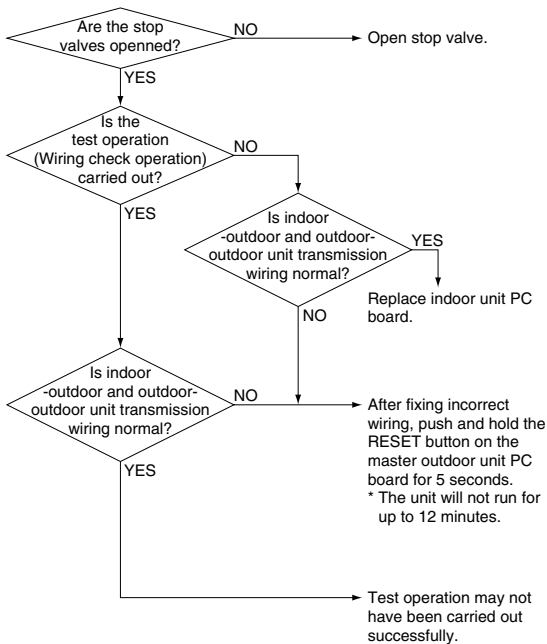 Are the stop
valves openned?
NO
Open stop valve.
YES
Is the
test operation
(Wiring check operation)
carried out?
NO
YES
Is indoor
-outdoor and outdoor-
outdoor unit transmission
wiring normal?
YES
Replace indoor unit PC
board.
NO
Is indoor
-outdoor and outdoor-
outdoor unit transmission
wiring normal?
NO
After fixing incorrect
wiring, push and hold the
RESET button on the
master outdoor unit PC
board for 5 seconds.
* The unit will not run for
up to 12 minutes.
YES
Test operation may not
have been carried out
successfully.